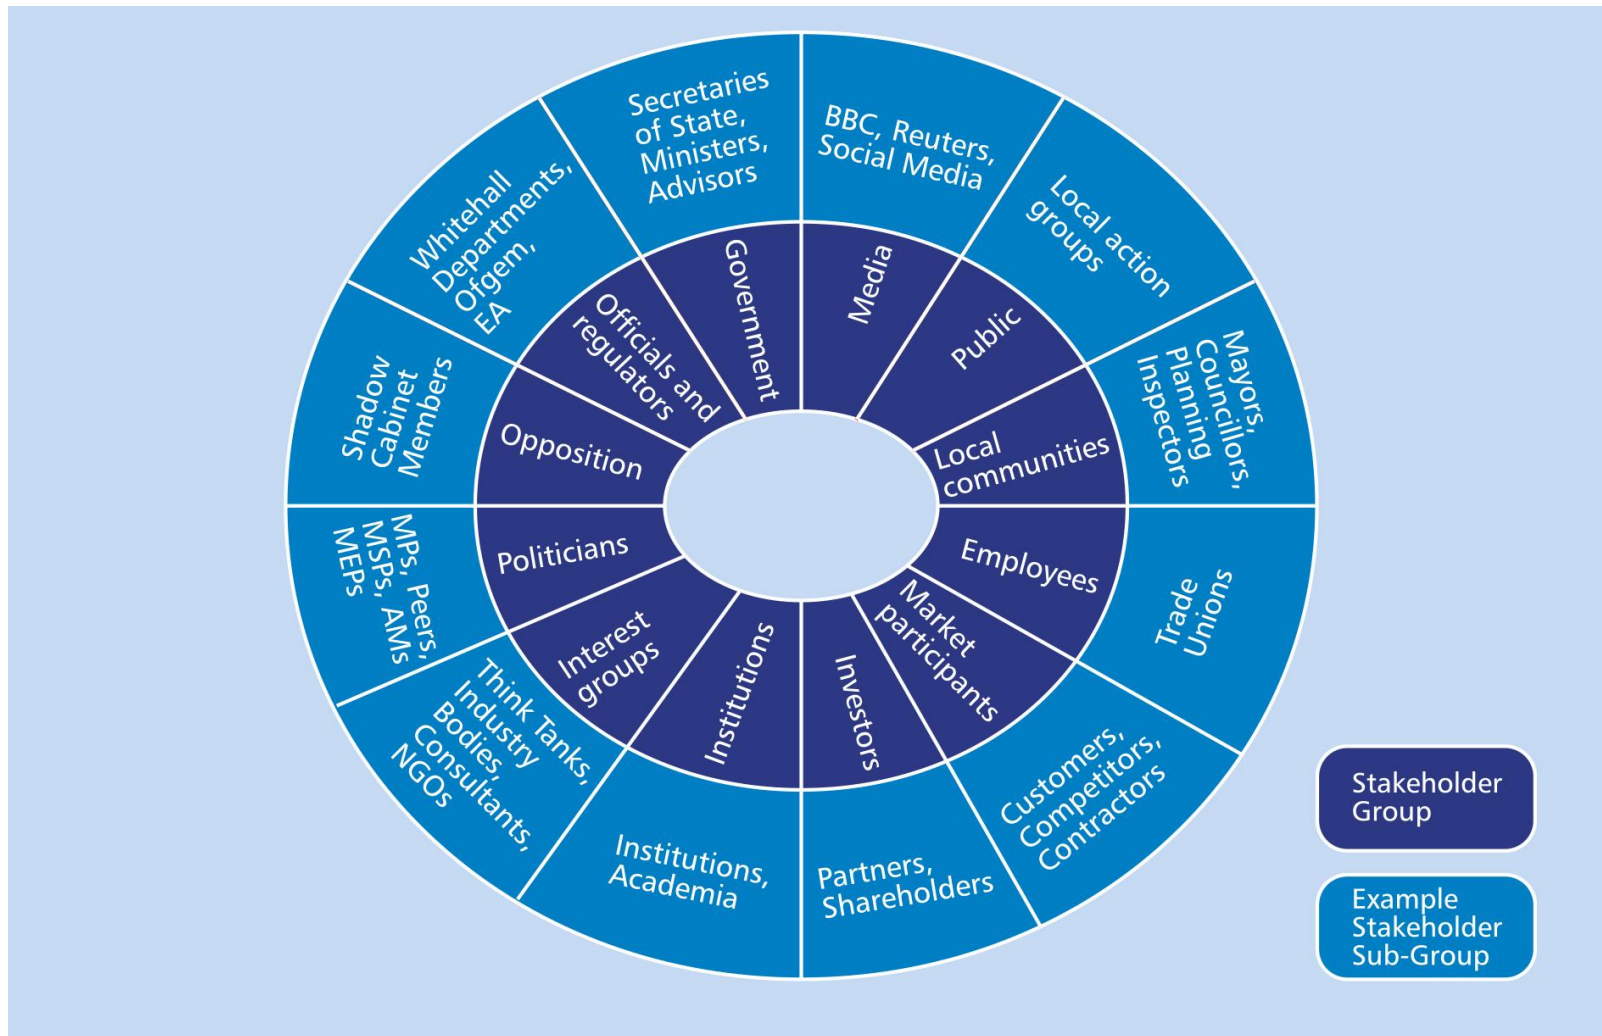 Secretaries
of State,
Ministers,
Advisors
BBC, Reuters,
Social Media
Local action
groups
Mayors,
Councillors,
Planning
Inspectors
Trade
Unions
Customers,
Competitors,
Contractors
Partners,
Shareholders
Institutions,
Academia
Think Tanks,
Industry
Bodies,
Consultants,
NGOs
MPs, Peers,
MSPs, AMs
MEPs
Shadow
Cabinet
Members
Whitehall
Departments,
Ofgem,
EA
Government
Media
Public
Local
communities
Employees
Market
participants
Investors
Institutions
Interest
groups
Politicians
Opposition
Officials and
regulators
Stakeholder
Group
Example
Stakeholder
Sub-Group